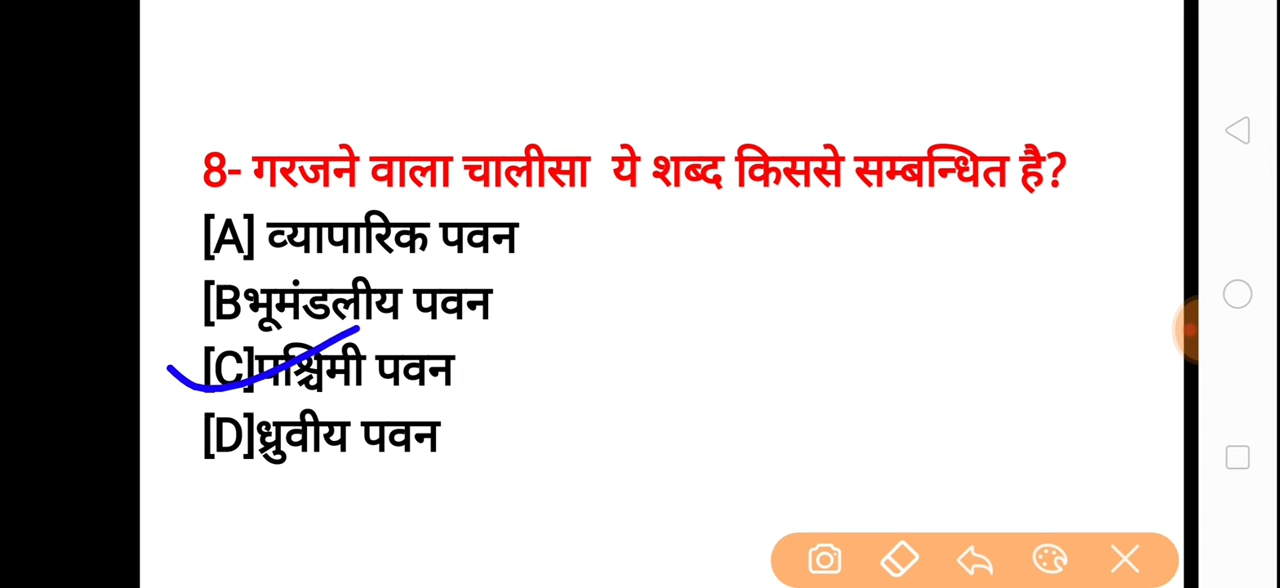 8- गरजने वाला चालीसा ये शब्द किससे सम्बन्धित है?
[A] व्यापारिक पवन
[Bभूमंडलीय पवन
[C]पश्चिमी पवन
[D]ध्रुवीय पवन